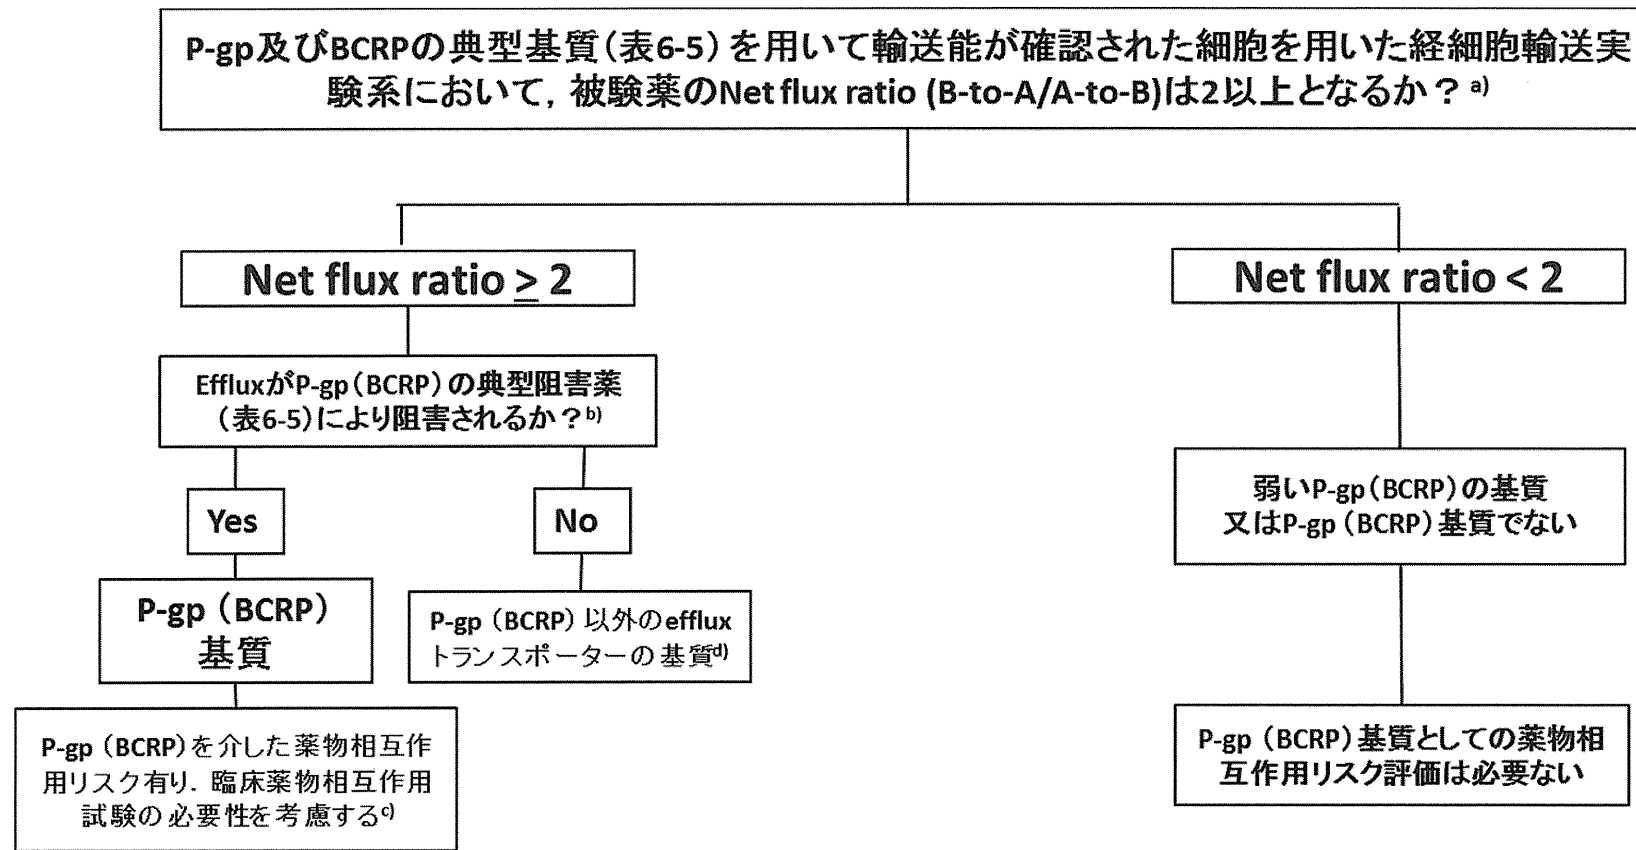 P-gp及びBCRPの典型基質（表6-5）を用いて輸送能が確認された細胞を用いた経細胞輸送実
験系において，被験薬のNet flux ratio (B-to-A/A-to-B)は2以上となるか？ a)
Net flux ratio ≥ 2
Net flux ratio < 2
EffluxがP-gp（BCRP）の典型阻害薬
（表6-5）により阻害されるか？b)
Yes
No
弱いP-gp（BCRP）の基質
又はP-gp（BCRP）基質でない
P-gp（BCRP）
基質
P-gp（BCRP）以外のefflux
トランスポーターの基質d)
P-gp（BCRP）を介した薬物相互作
用リスク有り．臨床薬物相互作用
試験の必要性を考慮するc)
P-gp（BCRP）基質としての薬物相
互作用リスク評価は必要ない